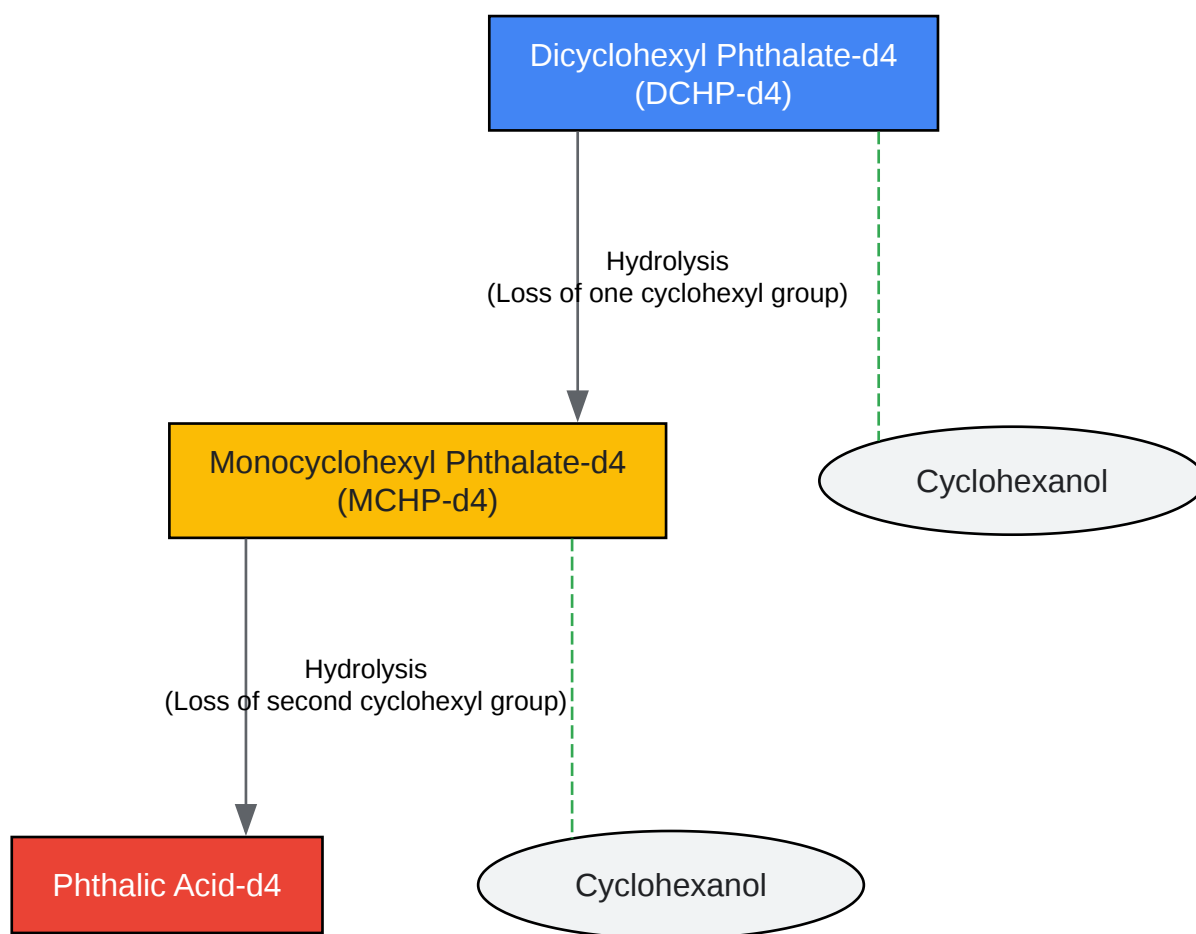 Dicyclohexyl Phthalate-d4
(DCHP-d4)
Hydrolysis
(Loss of one cyclohexyl group)
Monocyclohexyl Phthalate-d4
(MCHP-d4)
Cyclohexanol
Hydrolysis
(Loss of second cyclohexyl group)
Phthalic Acid-d4
Cyclohexanol